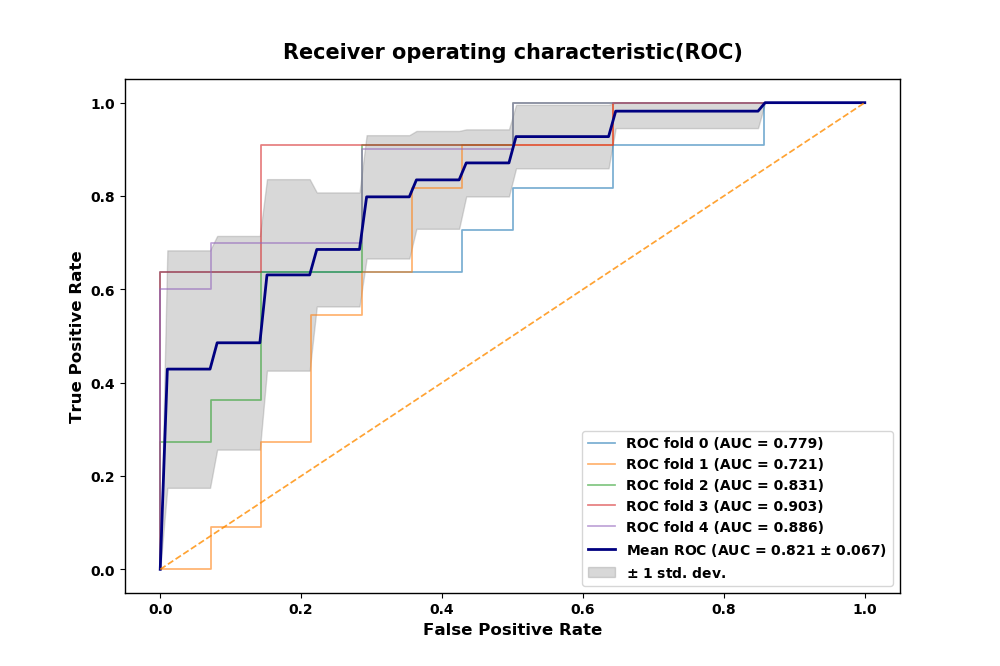 Receiver operating characteristic(ROC)
1.0
0.8
0.6
0.4
0.2
0.0
True Positive Rate
ROC fold 0 (AUC = 0.779)
ROC fold 1 (AUC = 0.721)
ROC fold 2 (AUC = 0.831)
ROC fold 3 (AUC = 0.903)
ROC fold 4 (AUC = 0.886)
Mean ROC (AUC = 0.821 ± 0.067)
± 1 std. dev.
0.0 0.2 0.4 0.6 0.8 1.0
False Positive Rate